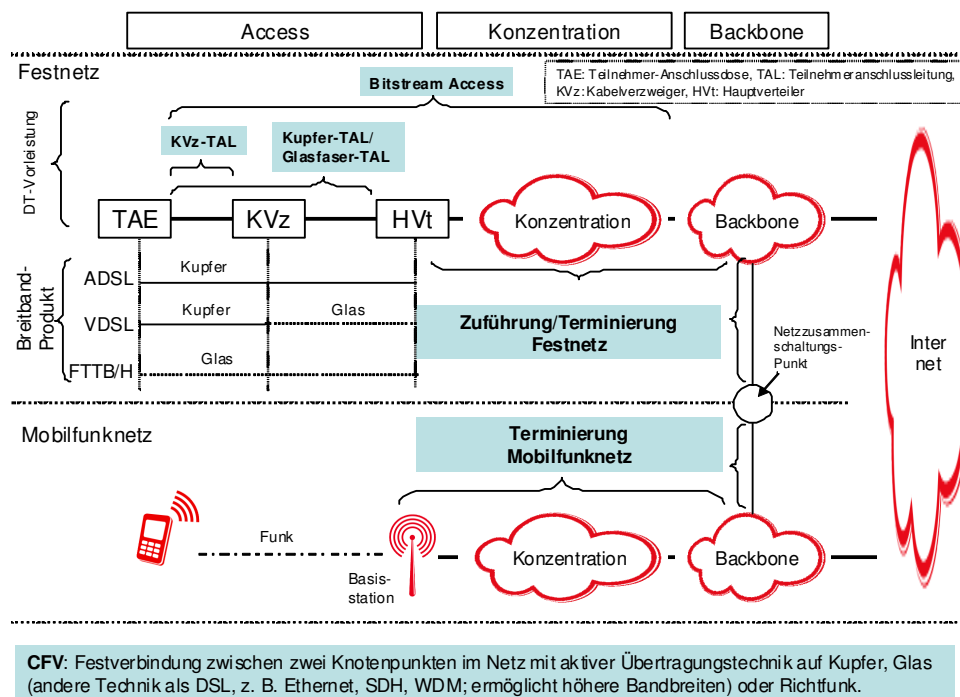 Access
Konzentration
Backbone
Festnetz
TAE: Teilnehmer-Anschlussdose, TAL: Teilnehmeranschlussleitung,
KVz: Kabelverzweiger, HVt: Hauptverteiler
Bitstream Access
DT-Vorleistung
KVz-TAL
Kupfer-TAL/
Glasfaser-TAL
TAE
KVz
HVt
Konzentration
Backbone
Breitband-
Produkt
ADSL
Kupfer
VDSL
Kupfer
Glas
FTTB/H
Glas
Zuführung/Terminierung
Festnetz
Netzzusammen-
schaltungs-
Punkt
Inter
net
Mobilfunknetz
Terminierung
Mobilfunknetz
Funk
Basis-
station
Konzentration
Backbone
CFV: Festverbindung zwischen zwei Knotenpunkten im Netz mit aktiver Übertragungstechnik auf Kupfer, Glas
(andere Technik als DSL, z. B. Ethernet, SDH, WDM; ermöglicht höhere Bandbreiten) oder Richtfunk.